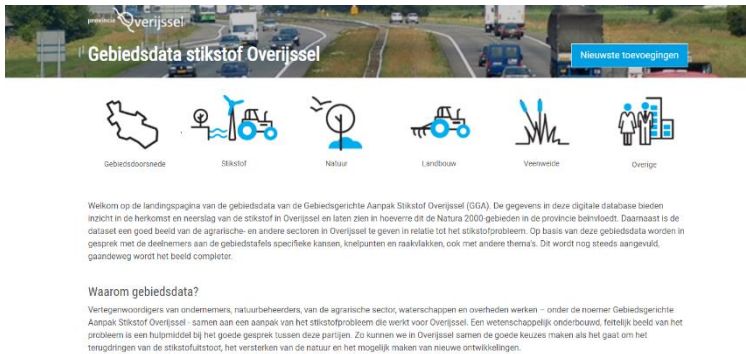 provincie Overijssel
Gebiedsdata stikstof Overijssel
Nieuwste toevoegingen
Gebiedsdoorsnede
Stikstof
Natuur
Landbouw
Veenweide
Overige
Welkom op de landingspagina van de gebiedsdata van de Gebiedsgerichte Aanpak Stikstof Overijssel (GGA). De gegevens in deze digitale database bieden
inzicht in de herkomst en neerslag van de stikstof in Overijssel en laten zien in hoeverre dit de Natura 2000-gebieden in de provincie beïnvloedt. Daarnaast is de
dataset een goed beeld van de agrarische- en andere sectoren in Overijssel te geven in relatie tot het stikstofprobleem. Op basis van deze gebiedsdata worden in
gesprek met de deelnemers aan de gebiedstafels specifieke kansen, knelpunten en raakvlakken, ook met andere thema's. Dit wordt nog steeds aangevuld,
gaandeweg wordt het beeld completer.
Waarom gebiedsdata?
Vertegenwoordigers van ondernemers, natuurbeheerders, van de agrarische sector, waterschappen en overheden werken – onder de noemer Gebiedsgerichte
Aanpak Stikstof Overijssel - samen aan een aanpak van het stikstofprobleem die werkt voor Overijssel. Een wetenschappelijk onderbouwd, feitelijk beeld van het
probleem is een hulpmiddel bij het goede gesprek tussen deze partijen. Zo kunnen we in Overijssel samen de goede keuzes maken als het gaat om het
terugdringen van de stikstofuitstoot, het versterken van de natuur en het mogelijk maken van nieuwe ontwikkelingen.